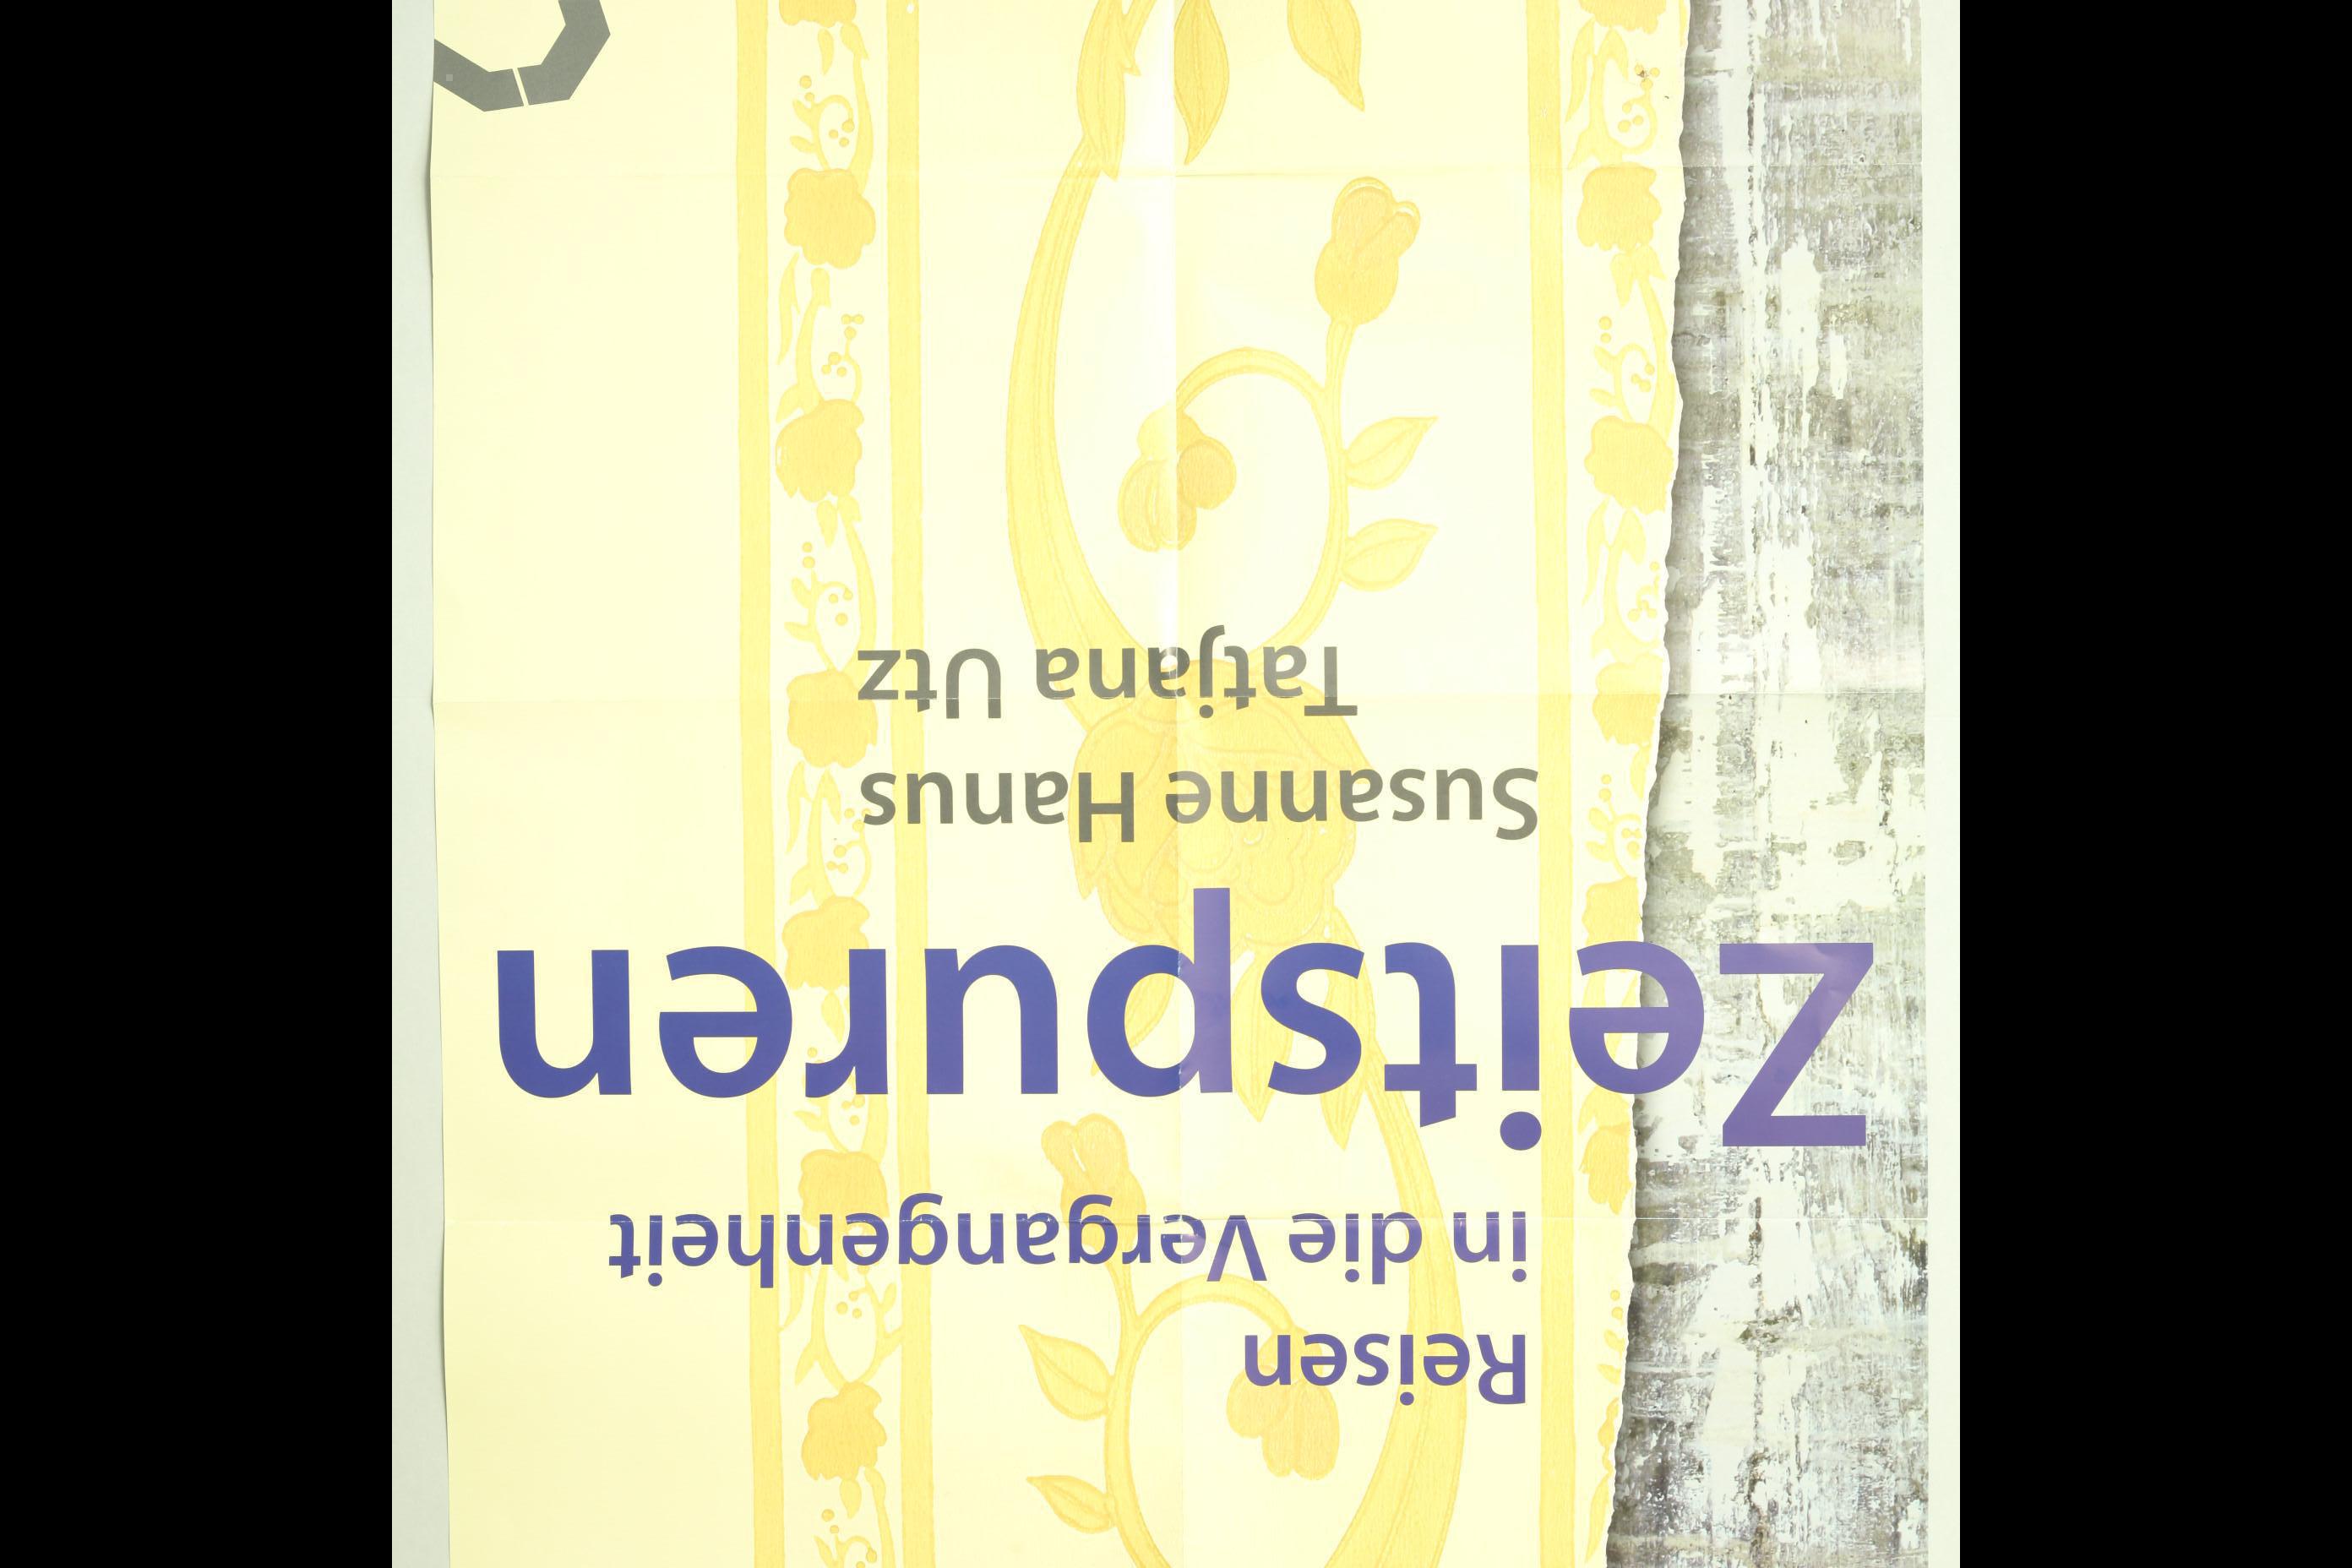 Reisen
in die Vergangenheit
zeitspuren
Susanne Hanus
Tatjana Utz